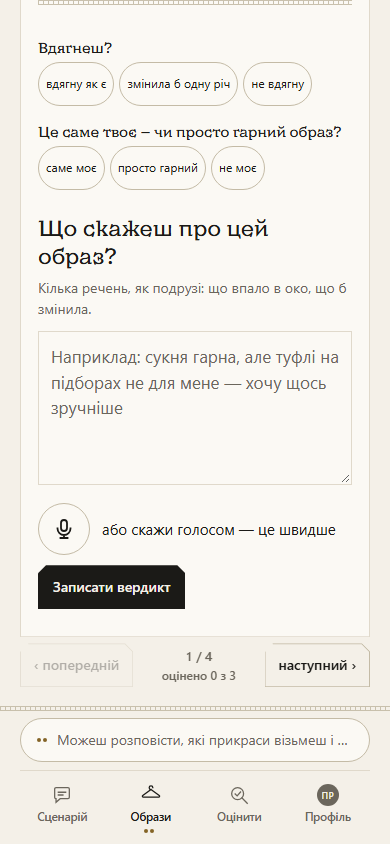 Вдягнеш?
вдягну як є
змінила б одну річ
не вдягну
Це саме твоє — чи просто гарний образ?
саме моє
просто гарний
не моє
Що скажеш про цей
образ?
Кілька речень, як подрузі: що впало в око, що б
змінила.
Наприклад: сукня гарна, але туфлі на
підборах не для мене — хочу щось
зручніше
або скажи голосом — це швидше
Записати вердикт
‹ попередній
1 / 4
оцінено 0 з 3
наступний ›
Можеш розповісти, які прикраси візьмеш і ...
Сценарій
Образи
Оцінити
ПР
Профіль